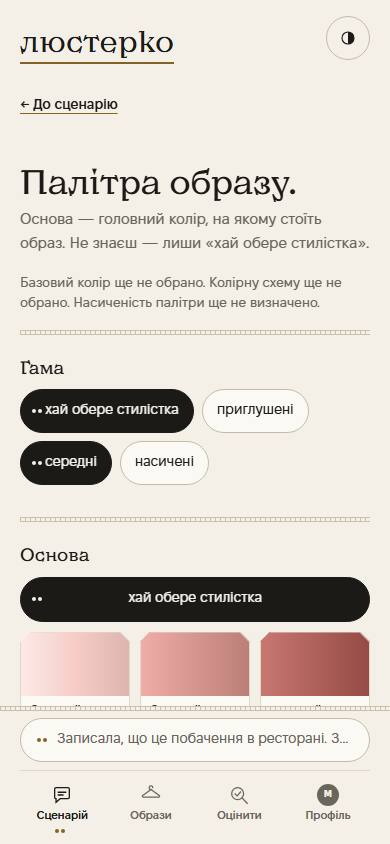 люстерко
← До сценарію
Палітра образу.
Основа — головний колір, на якому стоїть
образ. Не знаєш — лиши «хай обере стилістка».
Базовий колір ще не обрано. Колірну схему ще не
обрано. Насиченість палітри ще не визначено.
Гама
хай обере стилістка
приглушені
середні
насичені
Основа
хай обере стилістка
Записала, що це побачення в ресторані. З...
Сценарій
Образи
Оцінити
М
Профіль